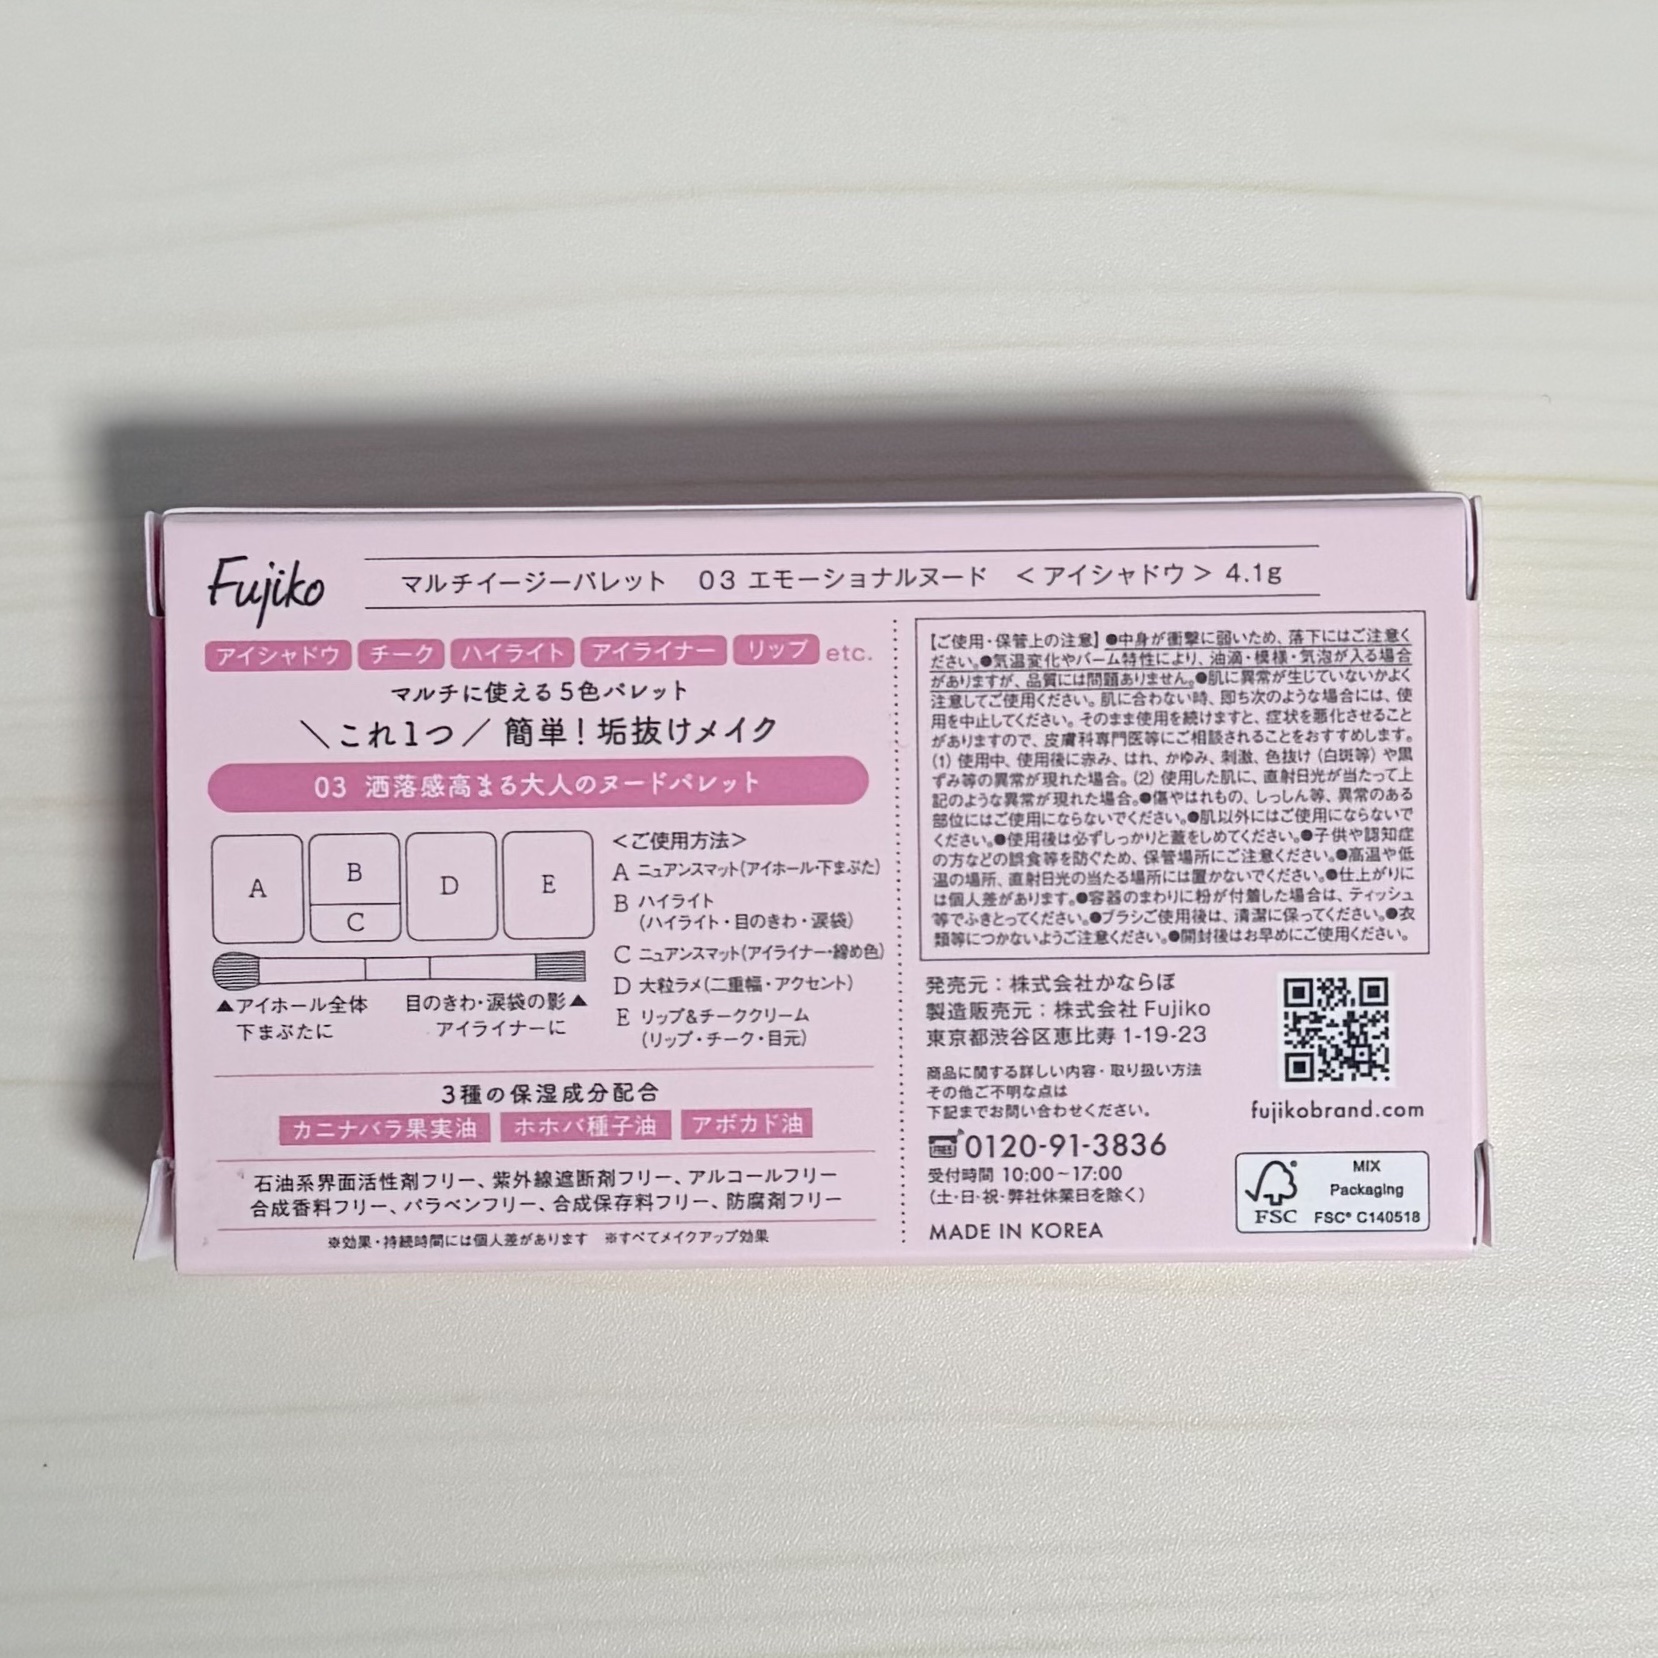 Fujiko
マルチイージーパレット 03 エモーショナルヌード <アイシャドウ> 4.1g
アイシャドウ チーク ハイライト アイライナー リップ etc.
マルチに使える5色パレット
＼これ1つ／ 簡単！垢抜けメイク
03 洒落感高まる大人のヌードパレット
A
B
C
D
E
▲アイホール全体
下まぶたに
目のきわ・涙袋の影▲
アイライナーに
<ご使用方法>
A ニュアンスマット(アイホール・下まぶた)
B ハイライト
(ハイライト・目のきわ・涙袋)
C ニュアンスマット(アイライナー・締め色)
D 大粒ラメ(二重幅・アクセント)
E リップ&チーククリーム
(リップ・チーク・目元)
3種の保湿成分配合
カニナバラ果実油 ホホバ種子油 アボカド油
石油系界面活性剤フリー、紫外線遮断剤フリー、アルコールフリー
合成香料フリー、パラベンフリー、合成保存料フリー、防腐剤フリー
※効果・持続時間には個人差があります ※すべてメイクアップ効果
【ご使用・保管上の注意】●中身が衝撃に弱いため、落下にはご注意く
ださい。●気温変化やバーム特性により、油滴・模様・気泡が入る場合
がありますが、品質には問題ありません。●肌に異常が生じていないかよく
注意してご使用ください。肌に合わない時、即ち次のような場合には、使
用を中止してください。そのまま使用を続けますと、症状を悪化させること
がありますので、皮膚科専門医等にご相談されることをおすすめします。
(1) 使用中、使用後に赤み、はれ、かゆみ、刺激、色抜け（白斑等）や黒
ずみ等の異常が現れた場合。(2) 使用した肌に、直射日光が当たって上
記のような異常が現れた場合。●傷やはれもの、しっしん等、異常のある
部位にはご使用にならないでください。●肌以外にはご使用にならないで
ください。●使用後は必ずしっかりと蓋をしめてください。●子供や認知症
の方などの誤食等を防ぐため、保管場所にご注意ください。●高温や低
温の場所、直射日光の当たる場所には置かないでください。●仕上がりに
は個人差があります。●容器のまわりに粉が付着した場合は、ティッシュ
等でふきとってください。●ブラシご使用後は、清潔に保ってください。●衣
類等につかないようご注意ください。●開封後はお早めにご使用ください。
発売元：株式会社かならぼ
製造販売元：株式会社 Fujiko
東京都渋谷区恵比寿 1-19-23
商品に関する詳しい内容・取り扱い方法
その他ご不明な点は
下記までお問い合わせください。
FREE 0120-91-3836
受付時間 10:00～17:00
（土・日・祝・弊社休業日を除く）
MADE IN KOREA
fujikobrand.com
FSC
MIX
Packaging
FSC® C140518